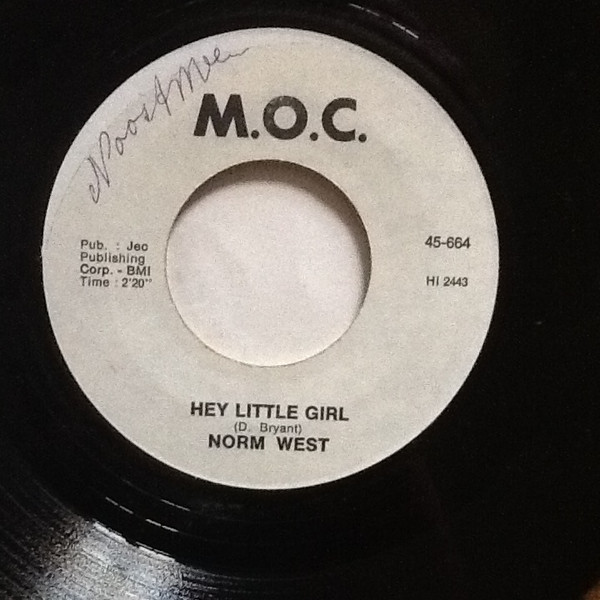 M.O.C.
Pub. : Jec
Publishing
Corp. - BMI
Time : 2'20"
45-664
HI 2443
HEY LITTLE GIRL
(D. Bryant)
NORM WEST